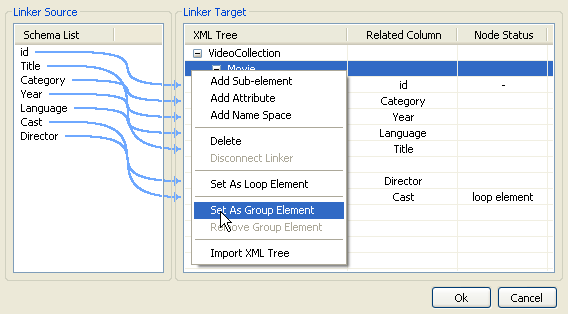 Linker Source
Linker Target
Schema List
XML Tree Related Column Node Status
id
Title
Category
Year
Language
Cast
Director
VideoCollection
Movie
Add Sub-element
Add Attribute
Add Name Space
Delete
Disconnect Linker
Set As Loop Element
Set As Group Element
Remove Group Element
Import XML Tree
id -
Category
Year
Language
Title
Director
Cast loop element
Ok Cancel